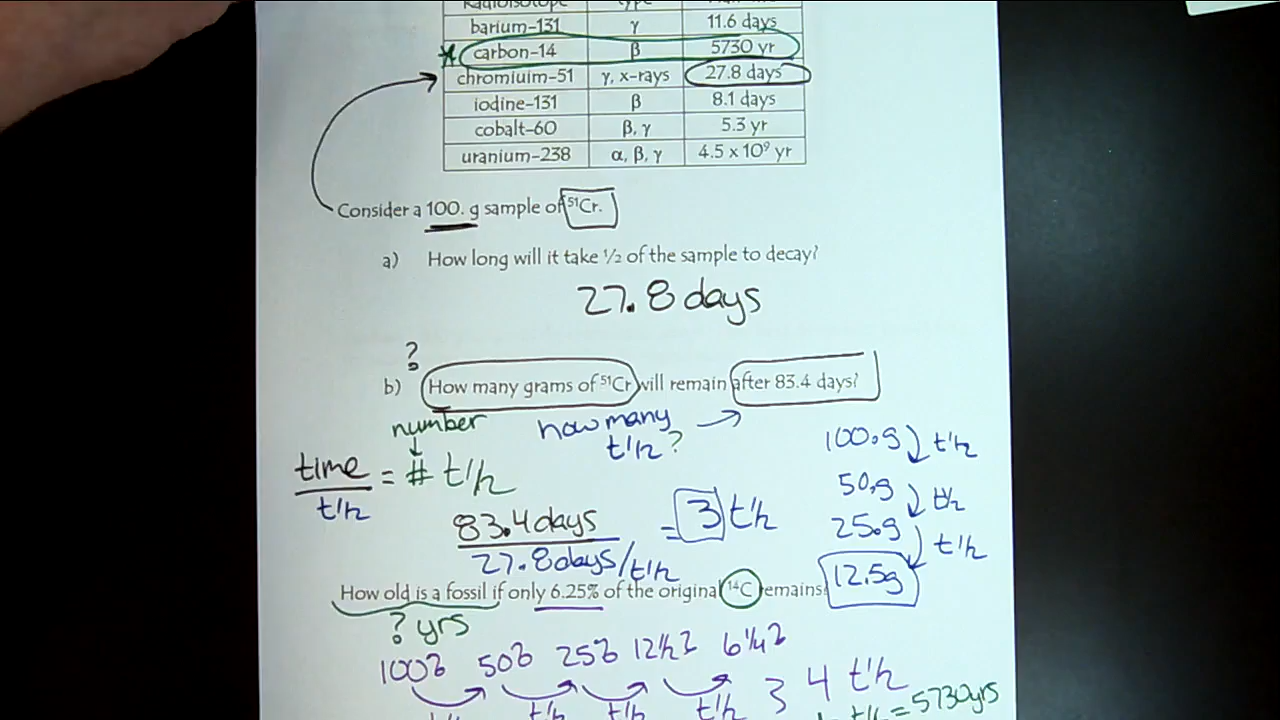 Radioisotope type
barium-131 γ 11.6 days
* carbon-14 β 5730 yr
chromiuim-51 γ, x-rays 27.8 days
iodine-131 β 8.1 days
cobalt-60 β, γ 5.3 yr
uranium-238 α, β, γ 4.5 x 10⁹ yr
Consider a 100. g sample of ⁵¹Cr.
a) How long will it take ½ of the sample to decay?
27.8 days
?
b) How many grams of ⁵¹Cr will remain after 83.4 days?
number
how many t½?
time / t½ = # t½
83.4 days / 27.8 days/t½ = 3 t½
100.g t½
50.g t½
25.g t½
12.5g
How old is a fossil if only 6.25% of the original ¹⁴C remains?
? yrs
100% 50% 25% 12½% 6¼%
t½ t½ t½ t½ } 4 t½
t½ = 5730yrs